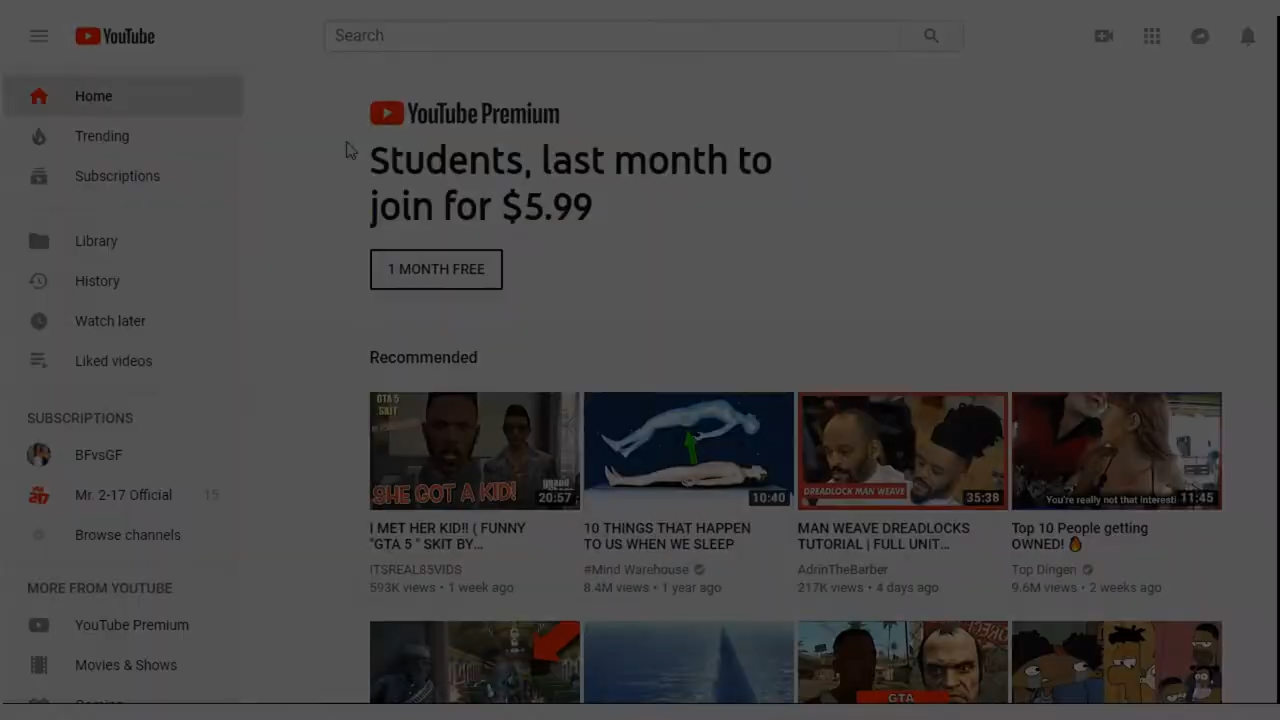 YouTube
Search
Home
Trending
Subscriptions
Library
History
Watch later
Liked videos
SUBSCRIPTIONS
BFvsGF
Mr. 2-17 Official 15
Browse channels
MORE FROM YOUTUBE
YouTube Premium
Movies & Shows
YouTube Premium
Students, last month to
join for $5.99
1 MONTH FREE
Recommended
GTA 5
SKIT
SHE GOT A KID!
20:57
I MET HER KID!! ( FUNNY
"GTA 5 " SKIT BY...
ITSREAL85VIDS
593K views • 1 week ago
10:40
10 THINGS THAT HAPPEN
TO US WHEN WE SLEEP
#Mind Warehouse
8.4M views • 1 year ago
DREADLOCK MAN WEAVE
35:38
MAN WEAVE DREADLOCKS
TUTORIAL | FULL UNIT...
AdrinTheBarber
217K views • 4 days ago
You're really not that interesti
11:45
Top 10 People getting
OWNED! 🔥
Top Dingen
9.6M views • 2 weeks ago
GTA